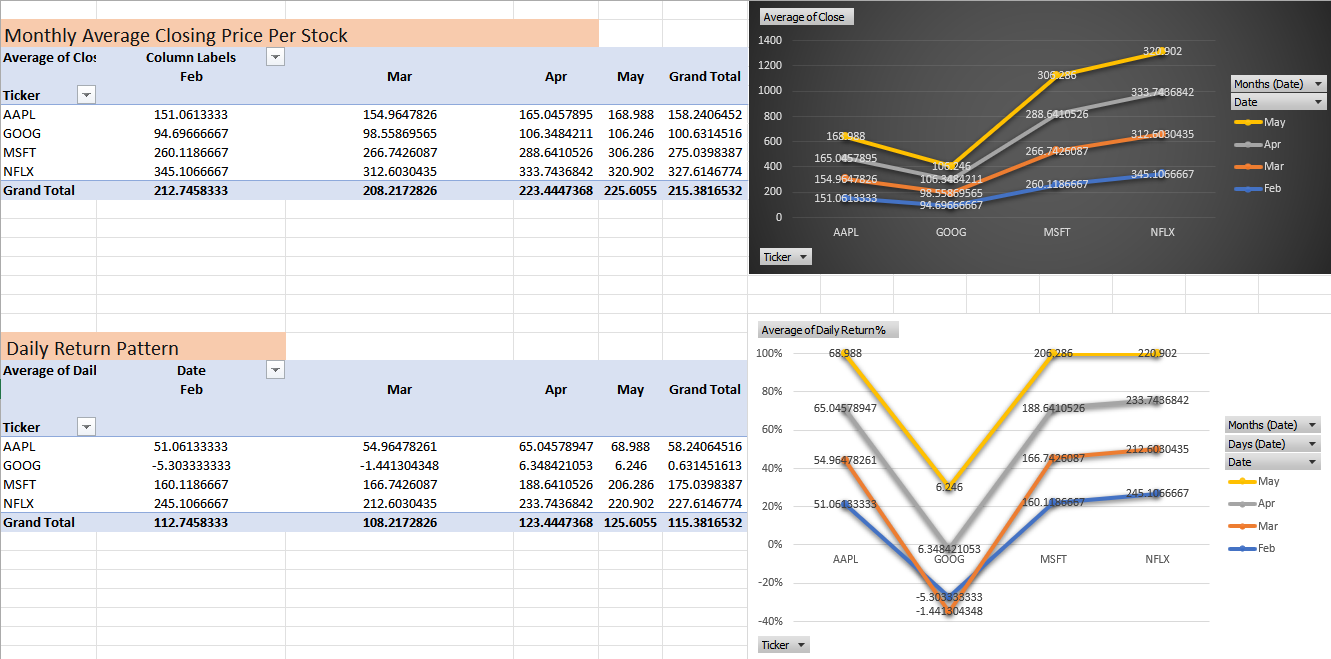 Monthly Average Closing Price Per Stock
Average of Clos Column Labels
Feb Mar Apr May Grand Total
Ticker
AAPL 151.0613333 154.9647826 165.0457895 168.988 158.2406452
GOOG 94.69666667 98.55869565 106.3484211 106.246 100.6314516
MSFT 260.1186667 266.7426087 288.6410526 306.286 275.0398387
NFLX 345.1066667 312.6030435 333.7436842 320.902 327.6146774
Grand Total 212.7458333 208.2172826 223.4447368 225.6055 215.3816532
Average of Close
1400
1200
1000
800
600
400
200
0
168.988 106.246 306.286 320.902
165.0457895 106.3484211 288.6410526 333.7436842
154.9647826 98.55869565 266.7426087 312.6030435
151.0613333 94.69666667 260.1186667 345.1066667
AAPL GOOG MSFT NFLX
Months (Date)
Date
May
Apr
Mar
Feb
Ticker
Daily Return Pattern
Average of Dail Date
Feb Mar Apr May Grand Total
Ticker
AAPL 51.06133333 54.96478261 65.04578947 68.988 58.24064516
GOOG -5.303333333 -1.441304348 6.348421053 6.246 0.631451613
MSFT 160.1186667 166.7426087 188.6410526 206.286 175.0398387
NFLX 245.1066667 212.6030435 233.7436842 220.902 227.6146774
Grand Total 112.7458333 108.2172826 123.4447368 125.6055 115.3816532
Average of Daily Return%
100%
80%
60%
40%
20%
0%
-20%
-40%
68.988 6.246 206.286 220.902
65.04578947 6.348421053 188.6410526 233.7436842
54.96478261 -1.441304348 166.7426087 212.6030435
51.06133333 -5.303333333 160.1186667 245.1066667
AAPL GOOG MSFT NFLX
Months (Date)
Days (Date)
Date
May
Apr
Mar
Feb
Ticker